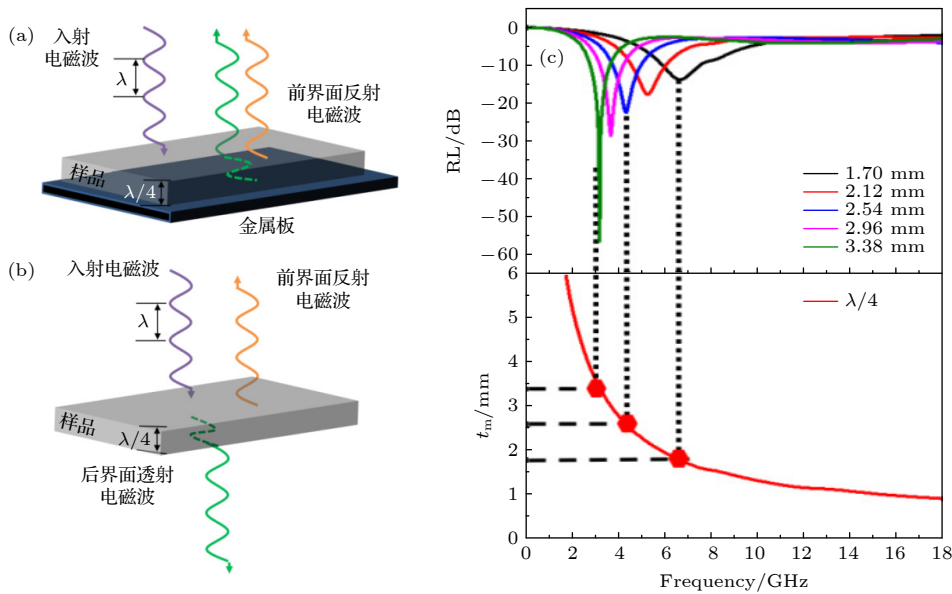 (a)
入射
电磁波
λ
前界面反射
电磁波
样品
λ/4
金属板
(b)
入射电磁波
前界面反射
电磁波
λ
样品
λ/4
后界面透射
电磁波
(c)
RL/dB
0
−10
−20
−30
−40
−50
−60
1.70 mm
2.12 mm
2.54 mm
2.96 mm
3.38 mm
6
5
4
3
2
1
0
tm/mm
λ/4
0 2 4 6 8 10 12 14 16 18
Frequency/GHz